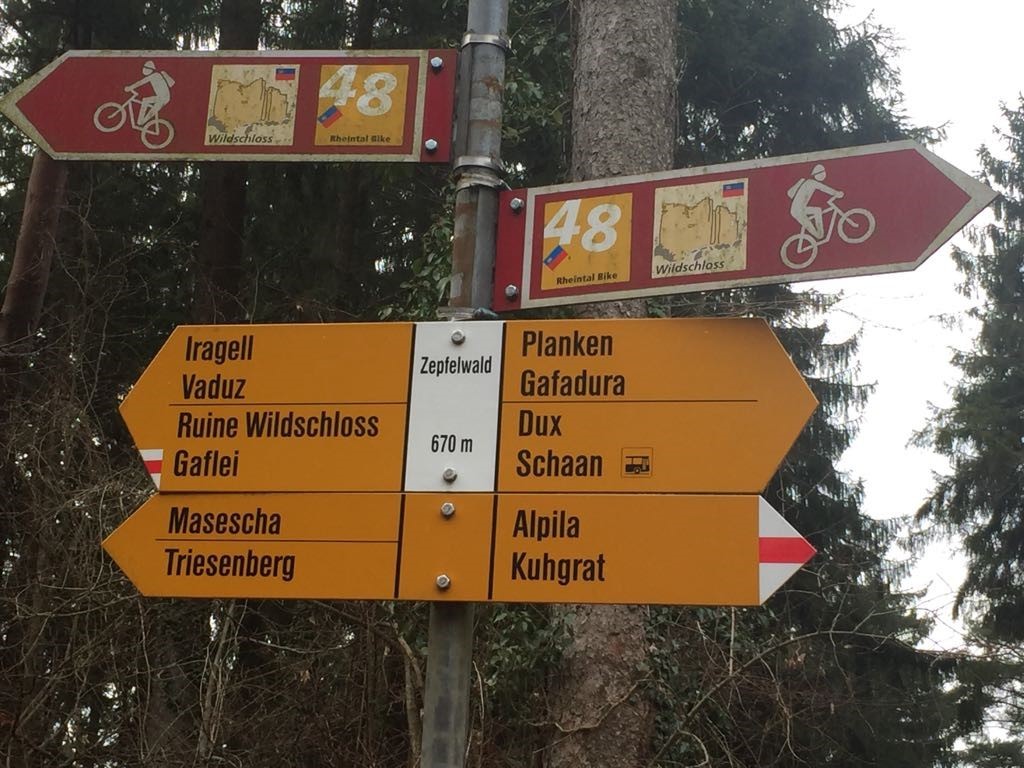 Wildschloss
48
Rheintal Bike
48
Rheintal Bike
Wildschloss
Iragell
Vaduz
Ruine Wildschloss
Gaflei
Zepfelwald
670 m
Planken
Gafadura
Dux
Schaan
Masescha
Triesenberg
Alpila
Kuhgrat